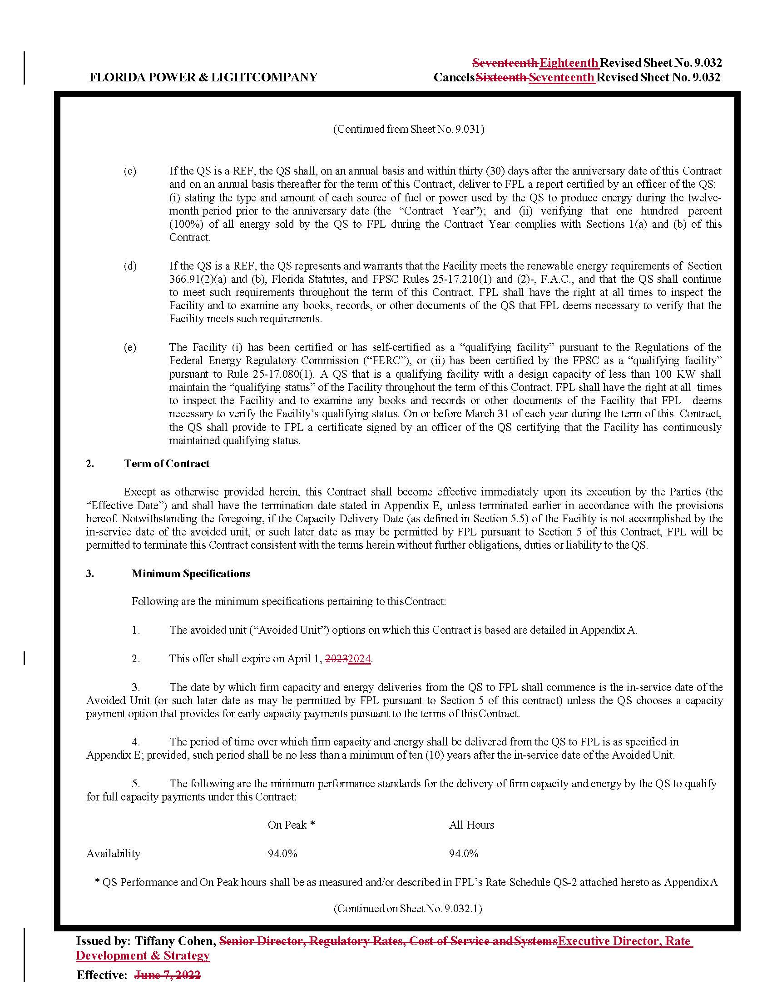 Seventeenth Eighteenth Revised Sheet No. 9.032
FLORIDA POWER & LIGHT COMPANY Cancels Sixteenth Seventeenth Revised Sheet No. 9.032
(Continued from Sheet No. 9.031)
(c) If the QS is a REF, the QS shall, on an annual basis and within thirty (30) days after the anniversary date of this Contract
and on an annual basis thereafter for the term of this Contract, deliver to FPL a report certified by an officer of the QS:
(i) stating the type and amount of each source of fuel or power used by the QS to produce energy during the twelve-
month period prior to the anniversary date (the “Contract Year”); and (ii) verifying that one hundred percent
(100%) of all energy sold by the QS to FPL during the Contract Year complies with Sections 1(a) and (b) of this
Contract.
(d) If the QS is a REF, the QS represents and warrants that the Facility meets the renewable energy requirements of Section
366.91(2)(a) and (b), Florida Statutes, and FPSC Rules 25-17.210(1) and (2)-, F.A.C., and that the QS shall continue
to meet such requirements throughout the term of this Contract. FPL shall have the right at all times to inspect the
Facility and to examine any books, records, or other documents of the QS that FPL deems necessary to verify that the
Facility meets such requirements.
(e) The Facility (i) has been certified or has self-certified as a “qualifying facility” pursuant to the Regulations of the
Federal Energy Regulatory Commission (“FERC”), or (ii) has been certified by the FPSC as a “qualifying facility”
pursuant to Rule 25-17.080(1). A QS that is a qualifying facility with a design capacity of less than 100 KW shall
maintain the “qualifying status” of the Facility throughout the term of this Contract. FPL shall have the right at all times
to inspect the Facility and to examine any books and records or other documents of the Facility that FPL deems
necessary to verify the Facility’s qualifying status. On or before March 31 of each year during the term of this Contract,
the QS shall provide to FPL a certificate signed by an officer of the QS certifying that the Facility has continuously
maintained qualifying status.
2. Term of Contract
Except as otherwise provided herein, this Contract shall become effective immediately upon its execution by the Parties (the
“Effective Date”) and shall have the termination date stated in Appendix E, unless terminated earlier in accordance with the provisions
hereof. Notwithstanding the foregoing, if the Capacity Delivery Date (as defined in Section 5.5) of the Facility is not accomplished by the
in-service date of the avoided unit, or such later date as may be permitted by FPL pursuant to Section 5 of this Contract, FPL will be
permitted to terminate this Contract consistent with the terms herein without further obligations, duties or liability to the QS.
3. Minimum Specifications
Following are the minimum specifications pertaining to this Contract:
1. The avoided unit (“Avoided Unit”) options on which this Contract is based are detailed in Appendix A.
2. This offer shall expire on April 1, 20232024.
3. The date by which firm capacity and energy deliveries from the QS to FPL shall commence is the in-service date of the
Avoided Unit (or such later date as may be permitted by FPL pursuant to Section 5 of this contract) unless the QS chooses a capacity
payment option that provides for early capacity payments pursuant to the terms of this Contract.
4. The period of time over which firm capacity and energy shall be delivered from the QS to FPL is as specified in
Appendix E; provided, such period shall be no less than a minimum of ten (10) years after the in-service date of the Avoided Unit.
5. The following are the minimum performance standards for the delivery of firm capacity and energy by the QS to qualify
for full capacity payments under this Contract:
On Peak * All Hours
Availability 94.0% 94.0%
* QS Performance and On Peak hours shall be as measured and/or described in FPL’s Rate Schedule QS-2 attached hereto as Appendix A
(Continued on Sheet No. 9.032.1)
Issued by: Tiffany Cohen, Senior Director, Regulatory Rates, Cost of Service and SystemsExecutive Director, Rate
Development & Strategy
Effective: June 7, 2022